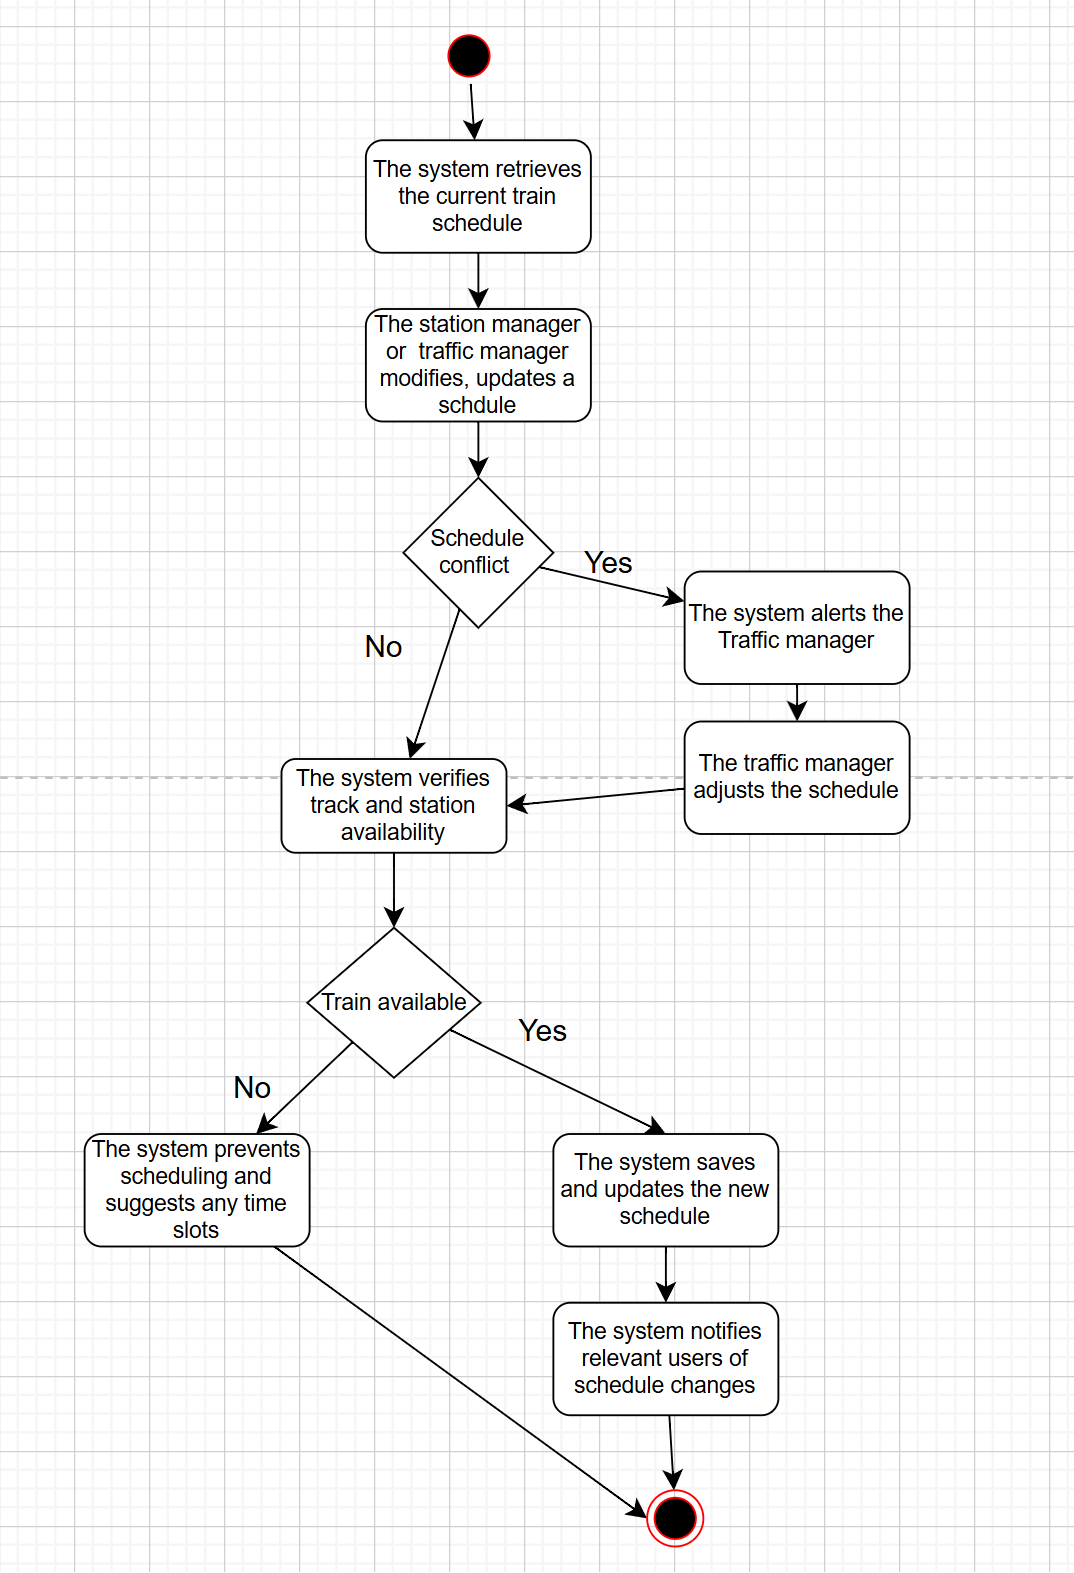 The system retrieves
the current train
schedule
The station manager
or traffic manager
modifies, updates a
schdule
Schedule
conflict
Yes
No
The system alerts the
Traffic manager
The traffic manager
adjusts the schedule
The system verifies
track and station
availability
Train available
Yes
No
The system prevents
scheduling and
suggests any time
slots
The system saves
and updates the new
schedule
The system notifies
relevant users of
schedule changes